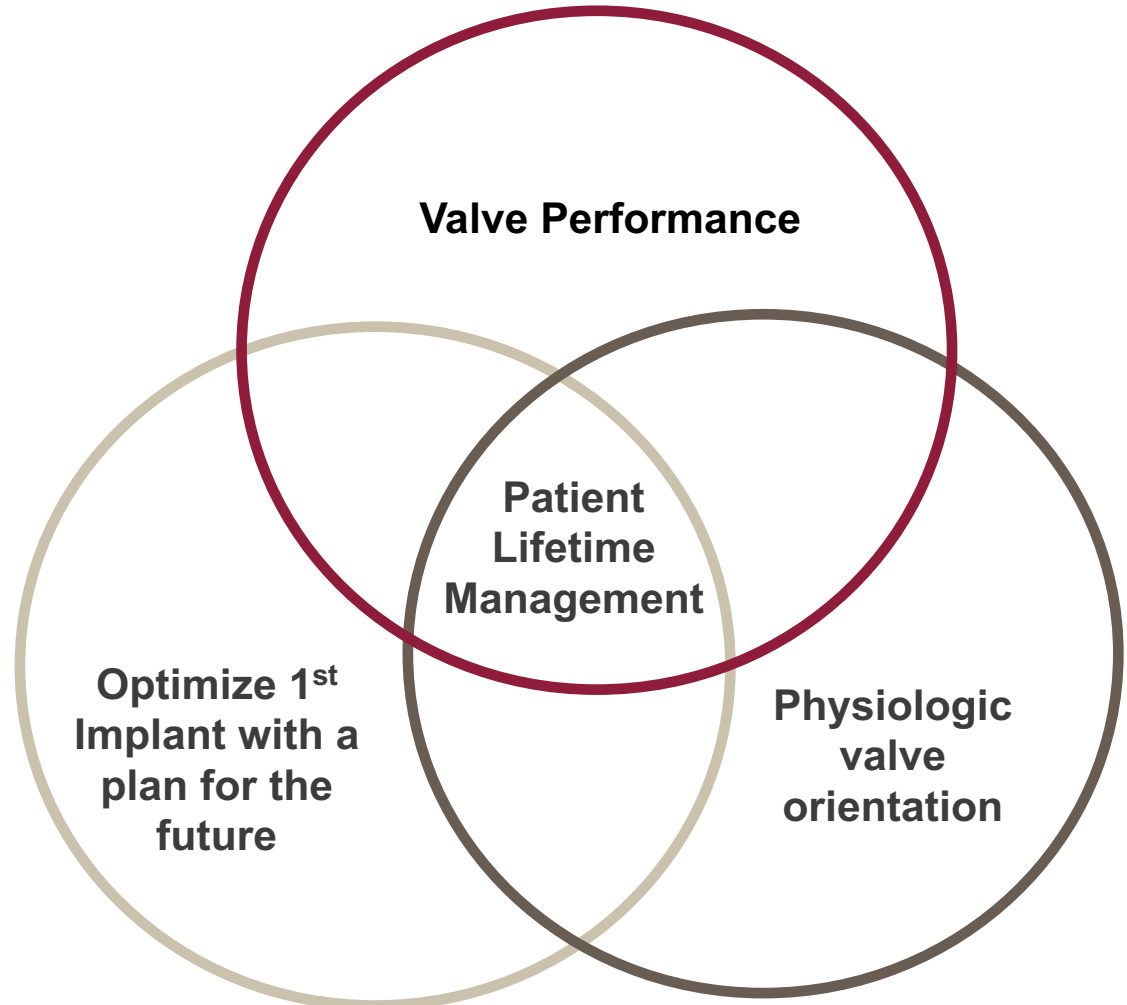 Valve Performance
Patient
Lifetime
Management
Optimize 1st
Implant with a
plan for the
future
Physiologic
valve
orientation